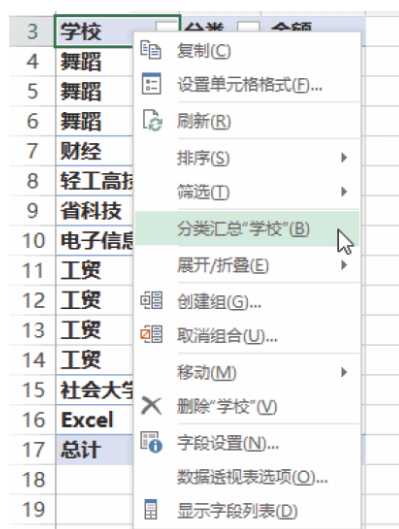 3 学校 分类 金额
4 舞蹈
5 舞蹈
6 舞蹈
7 财经
8 轻工高技
9 省科技
10 电子信息
11 工贸
12 工贸
13 工贸
14 工贸
15 社会大学
16 Excel
17 总计
18
19
复制(C)
设置单元格格式(F)...
刷新(R)
排序(S)
筛选(T)
分类汇总"学校"(B)
展开/折叠(E)
创建组(G)...
取消组合(U)...
移动(M)
删除"学校"(V)
字段设置(N)...
数据透视表选项(O)...
显示字段列表(D)